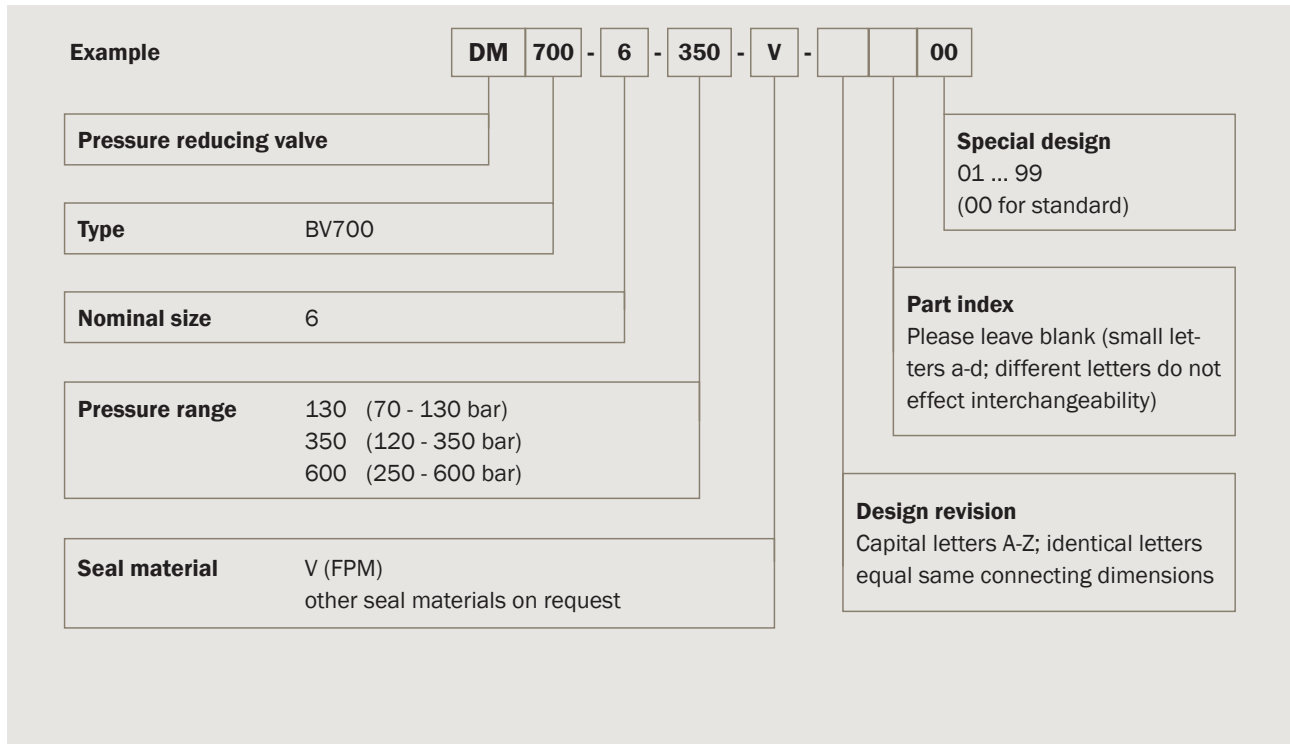 Example
DM 700 - 6 - 350 - V - 00
Pressure reducing valve
Type BV700
Nominal size 6
Pressure range 130 (70 - 130 bar)
350 (120 - 350 bar)
600 (250 - 600 bar)
Seal material V (FPM)
other seal materials on request
Special design
01 ... 99
(00 for standard)
Part index
Please leave blank (small let-
ters a-d; different letters do not
effect interchangeability)
Design revision
Capital letters A-Z; identical letters
equal same connecting dimensions